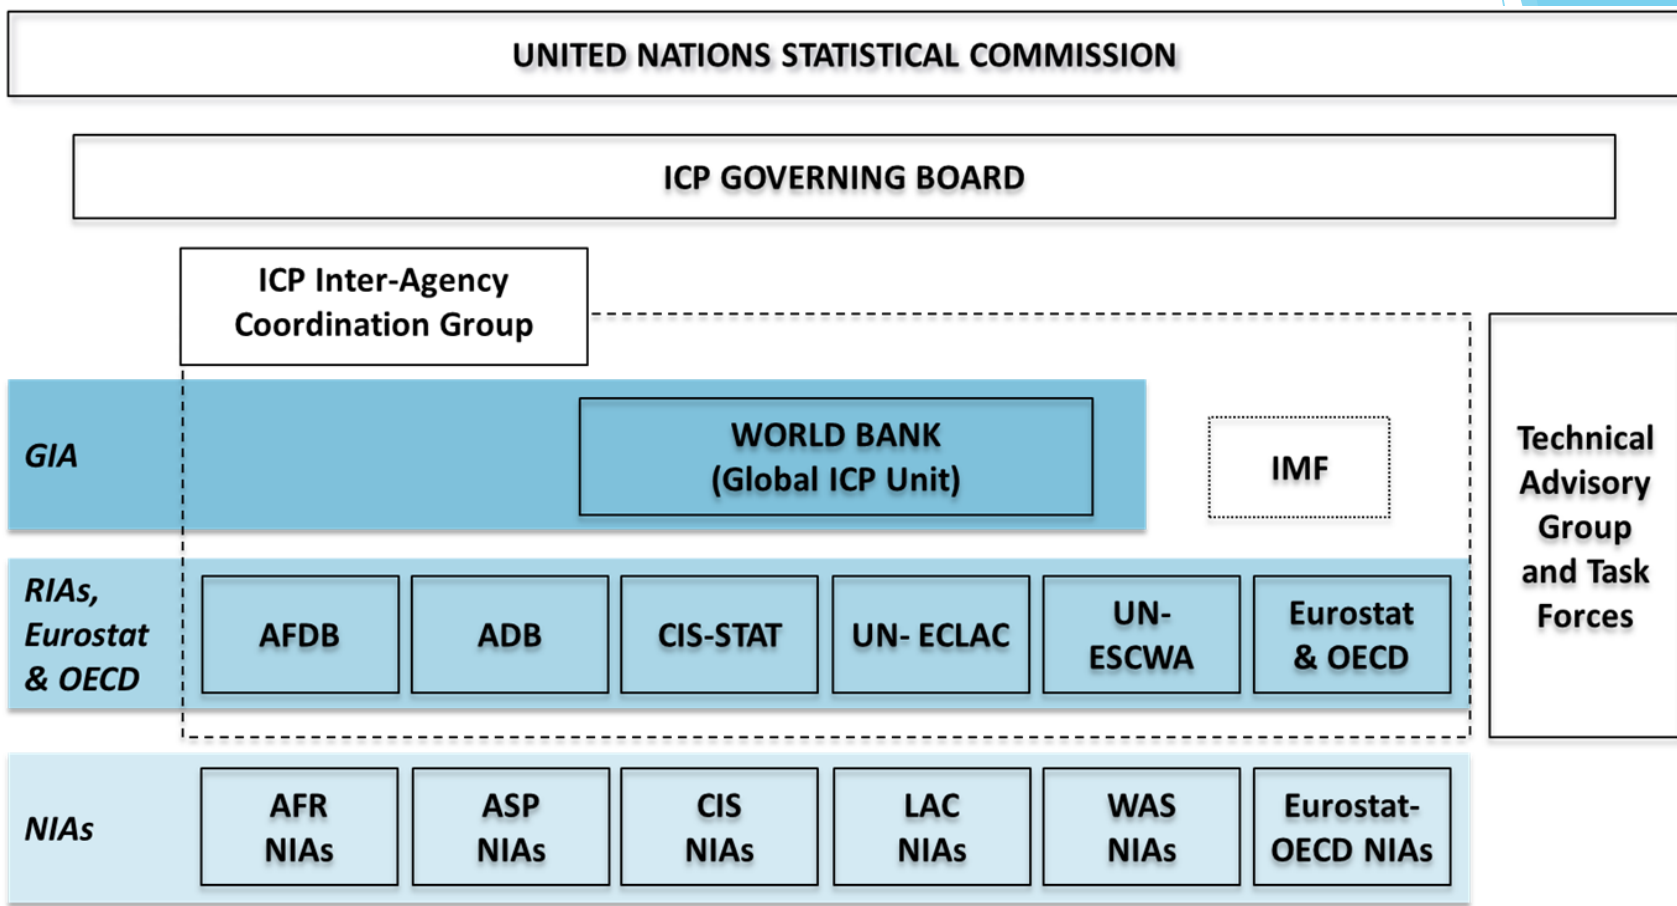 UNITED NATIONS STATISTICAL COMMISSION
ICP GOVERNING BOARD
ICP Inter-Agency
Coordination Group
GIA
WORLD BANK
(Global ICP Unit)
IMF
Technical
Advisory
Group
and Task
Forces
RIAs,
Eurostat
& OECD
AFDB
ADB
CIS-STAT
UN- ECLAC
UN-
ESCWA
Eurostat
& OECD
NIAs
AFR
NIAs
ASP
NIAs
CIS
NIAs
LAC
NIAs
WAS
NIAs
Eurostat-
OECD NIAs